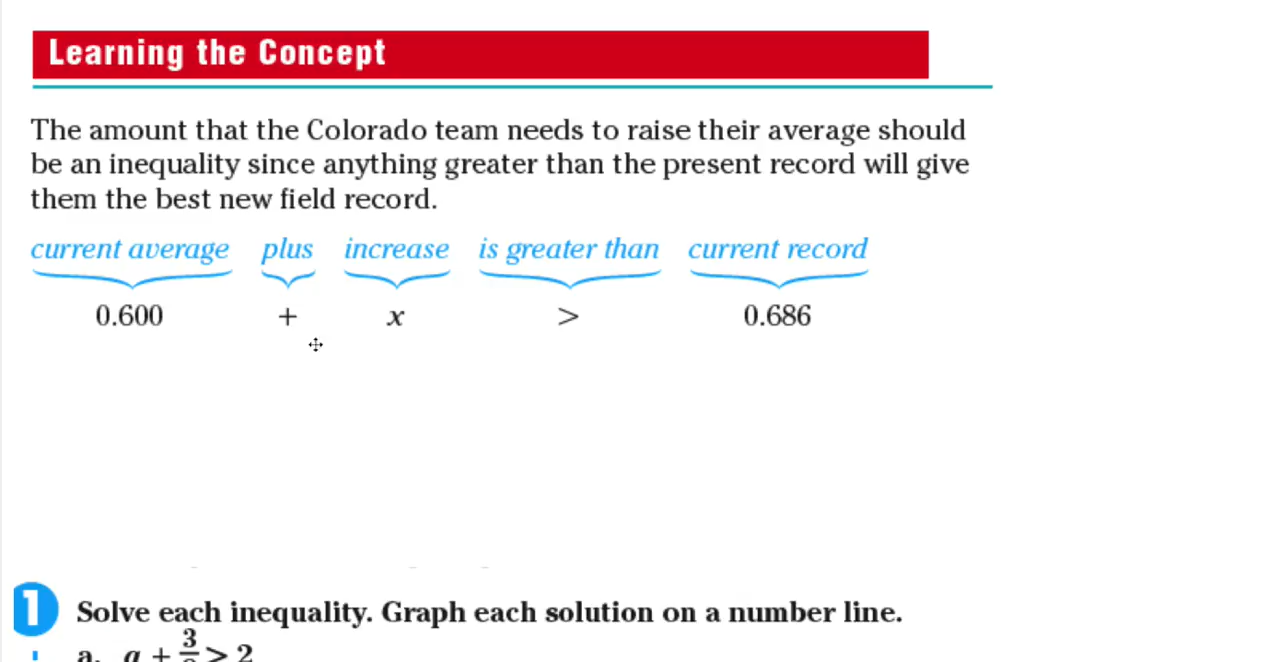 Learning the Concept
The amount that the Colorado team needs to raise their average should
be an inequality since anything greater than the present record will give
them the best new field record.
current average plus increase is greater than current record
0.600 + x > 0.686
1 Solve each inequality. Graph each solution on a number line.
3
a. a + > 2